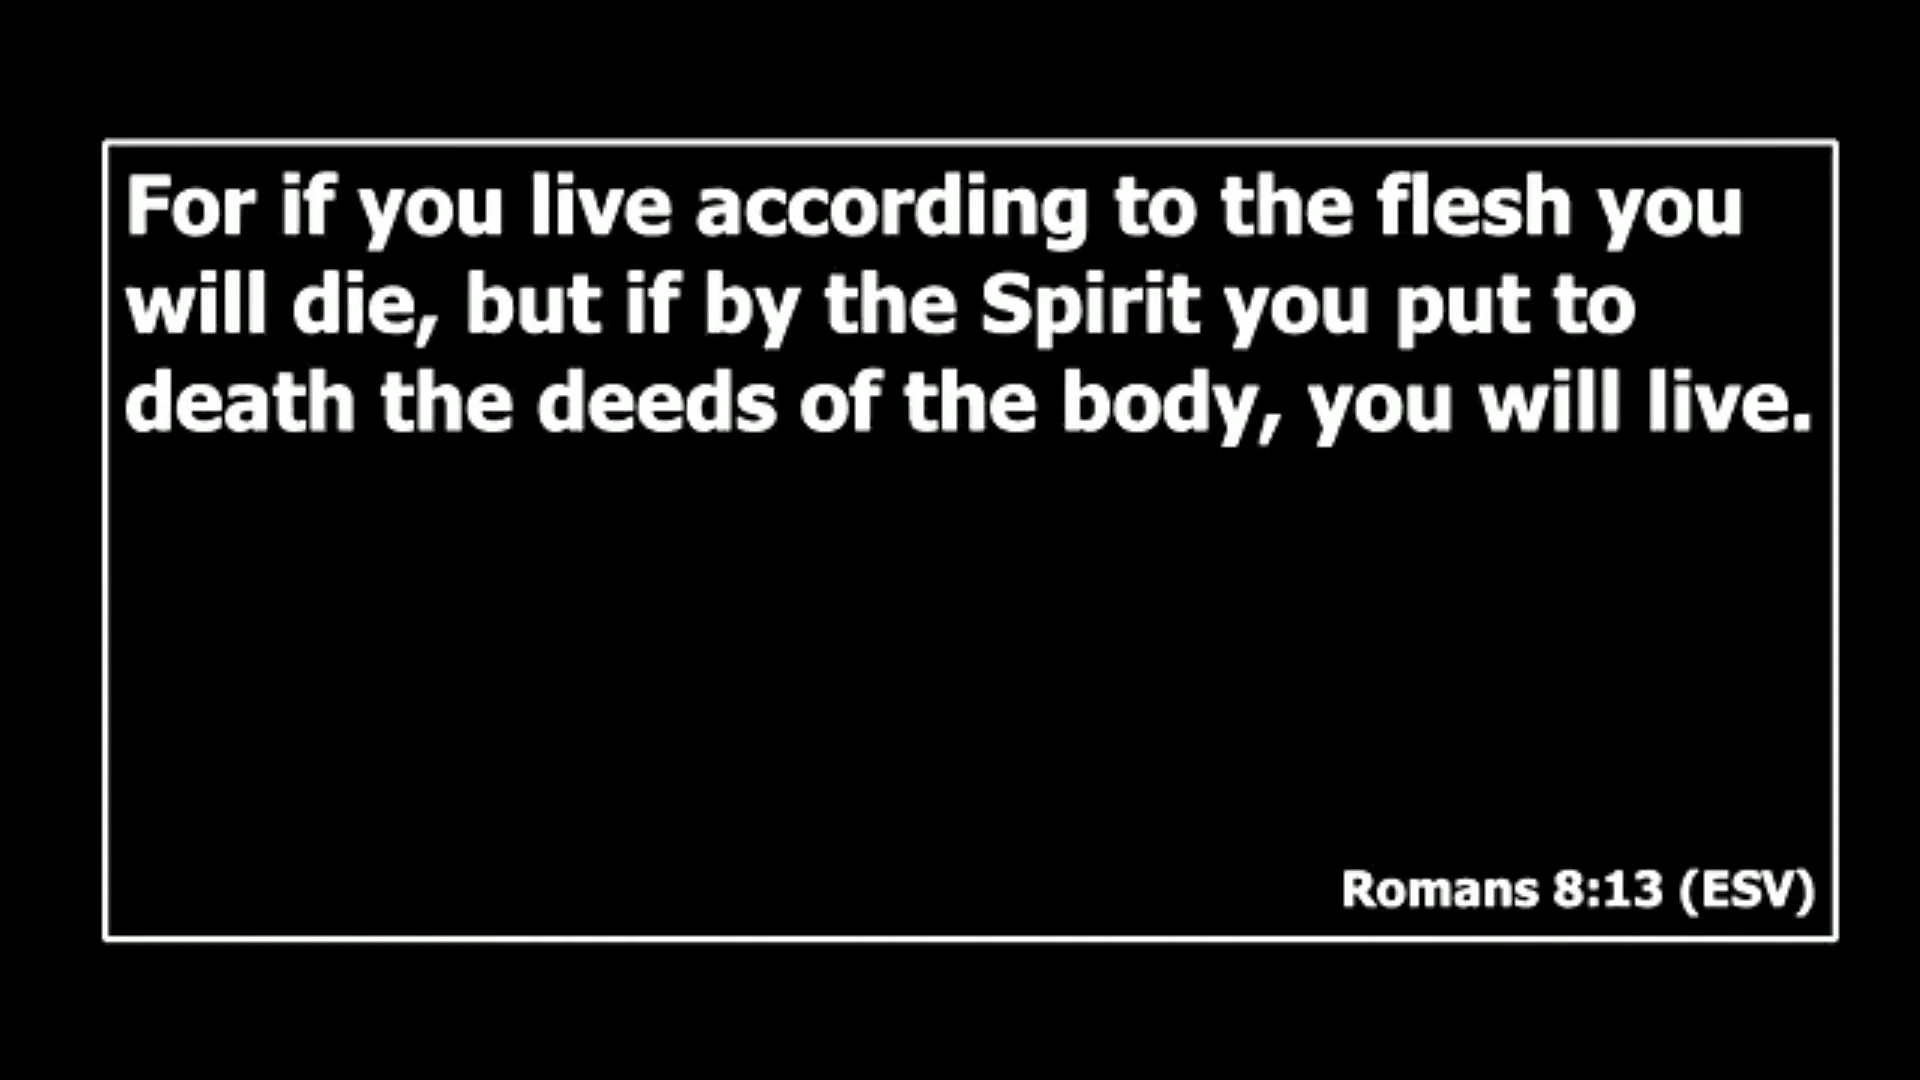 For if you live according to the flesh you
will die, but if by the Spirit you put to
death the deeds of the body, you will live.
Romans 8:13 (ESV)